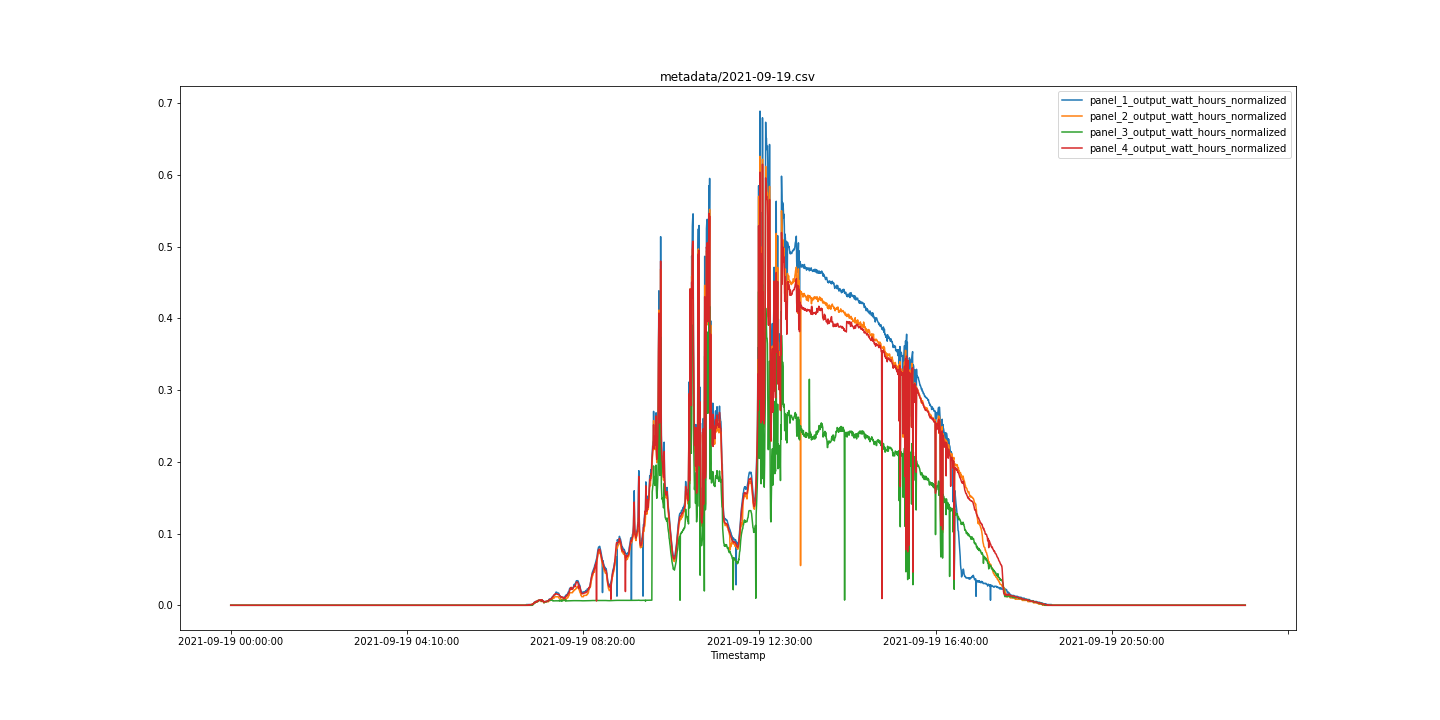 metadata/2021-09-19.csv
panel_1_output_watt_hours_normalized
panel_2_output_watt_hours_normalized
panel_3_output_watt_hours_normalized
panel_4_output_watt_hours_normalized
0.7
0.6
0.5
0.4
0.3
0.2
0.1
0.0
2021-09-19 00:00:00 2021-09-19 04:10:00 2021-09-19 08:20:00 2021-09-19 12:30:00 2021-09-19 16:40:00 2021-09-19 20:50:00
Timestamp